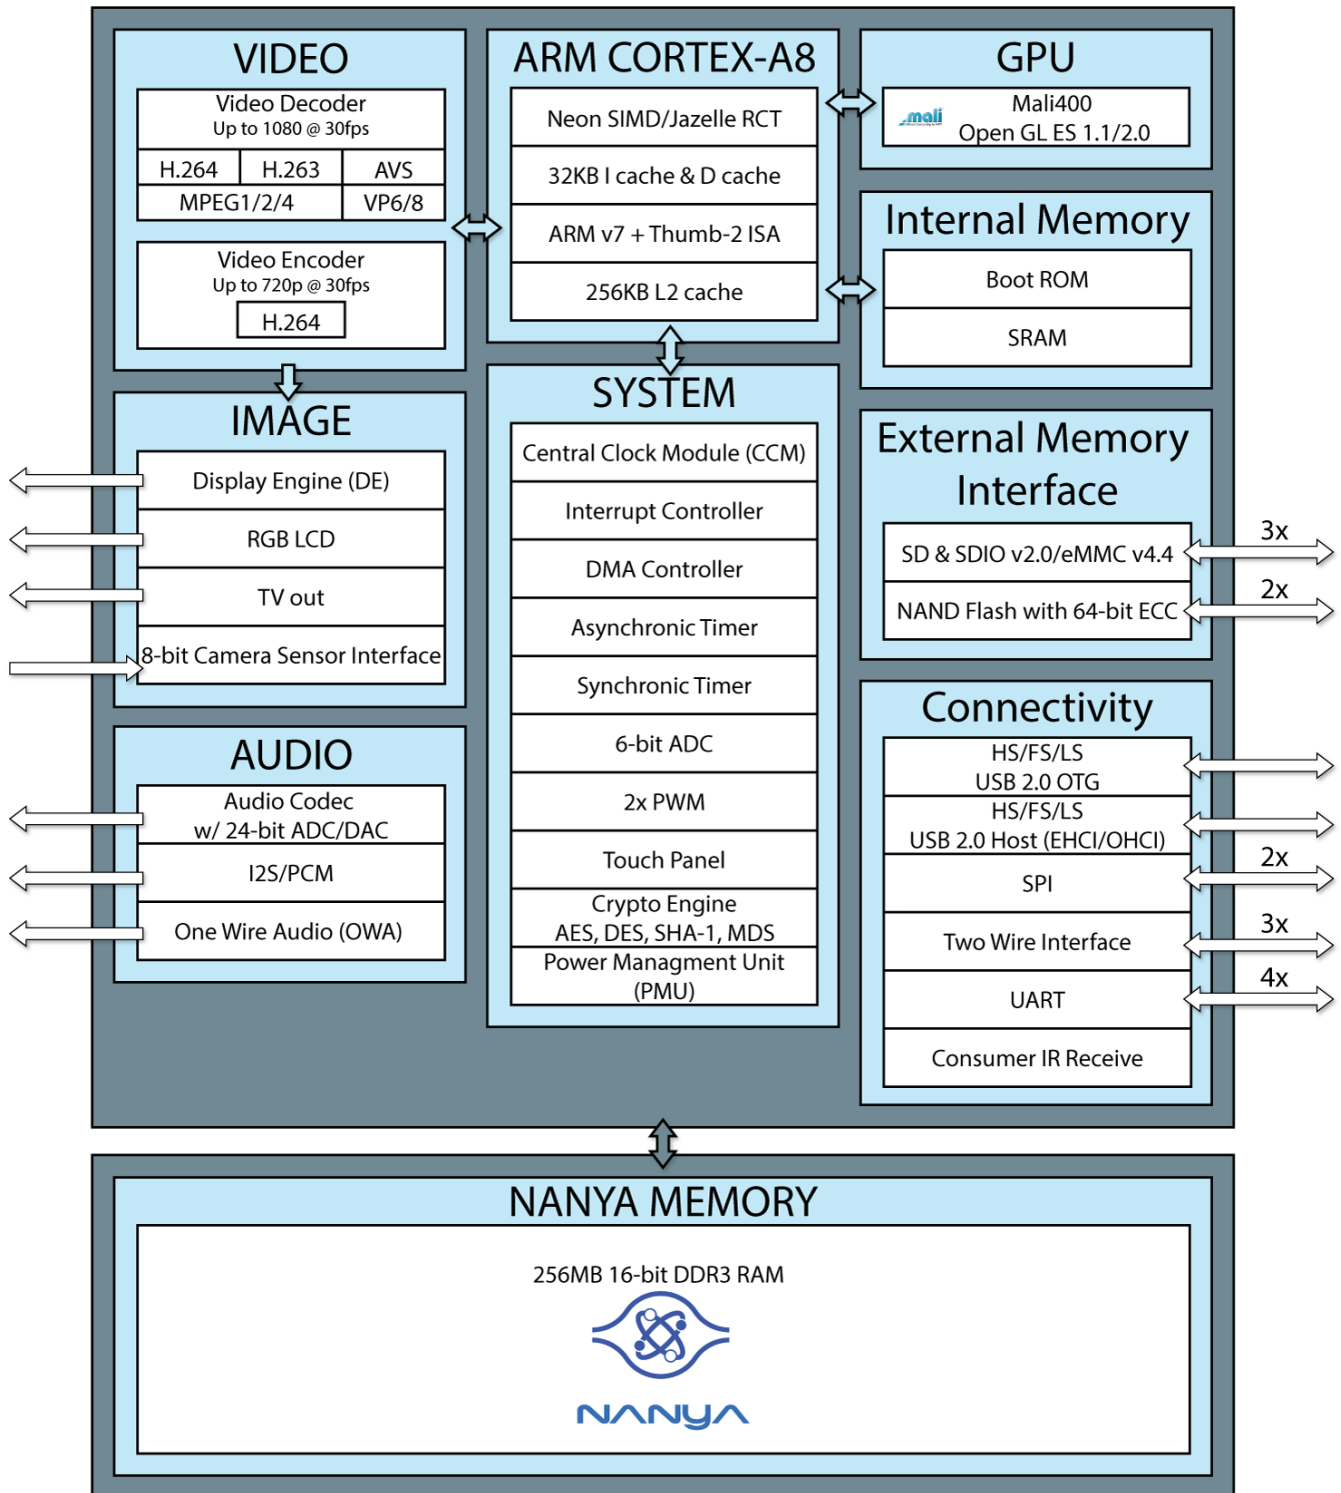 VIDEO
Video Decoder
Up to 1080 @ 30fps
H.264
H.263
AVS
MPEG1/2/4
VP6/8
Video Encoder
Up to 720p @ 30fps
H.264
ARM CORTEX-A8
Neon SIMD/Jazelle RCT
32KB I cache & D cache
ARM v7 + Thumb-2 ISA
256KB L2 cache
GPU
mali
Mali400
Open GL ES 1.1/2.0
Internal Memory
Boot ROM
SRAM
IMAGE
Display Engine (DE)
RGB LCD
TV out
8-bit Camera Sensor Interface
SYSTEM
Central Clock Module (CCM)
Interrupt Controller
DMA Controller
Asynchronic Timer
Synchronic Timer
6-bit ADC
2x PWM
Touch Panel
Crypto Engine
AES, DES, SHA-1, MDS
Power Managment Unit
(PMU)
External Memory
Interface
SD & SDIO v2.0/eMMC v4.4
3x
NAND Flash with 64-bit ECC
2x
AUDIO
Audio Codec
w/ 24-bit ADC/DAC
I2S/PCM
One Wire Audio (OWA)
Connectivity
HS/FS/LS
USB 2.0 OTG
HS/FS/LS
USB 2.0 Host (EHCI/OHCI)
SPI
2x
Two Wire Interface
3x
UART
4x
Consumer IR Receive
NANYA MEMORY
256MB 16-bit DDR3 RAM
NANYA